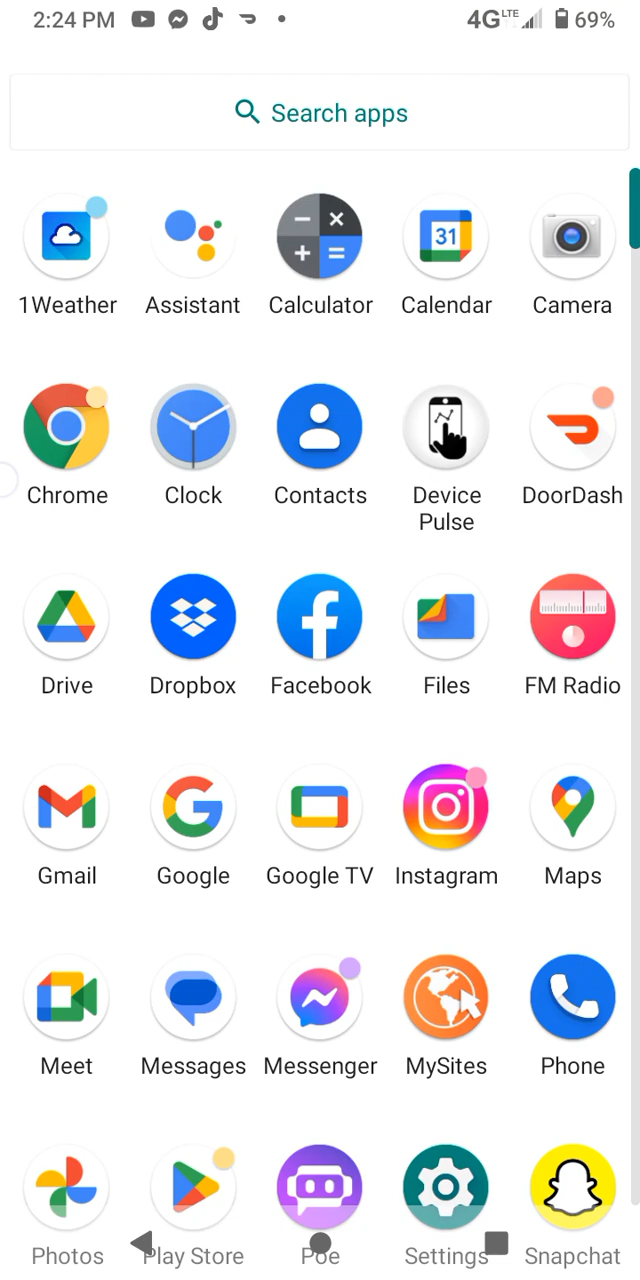 2:24 PM 4G LTE 69%
Search apps
31
1Weather Assistant Calculator Calendar Camera
Chrome Clock Contacts Device Pulse DoorDash
Drive Dropbox Facebook Files FM Radio
Gmail Google Google TV Instagram Maps
Meet Messages Messenger MySites Phone
Photos Play Store Poe Settings Snapchat